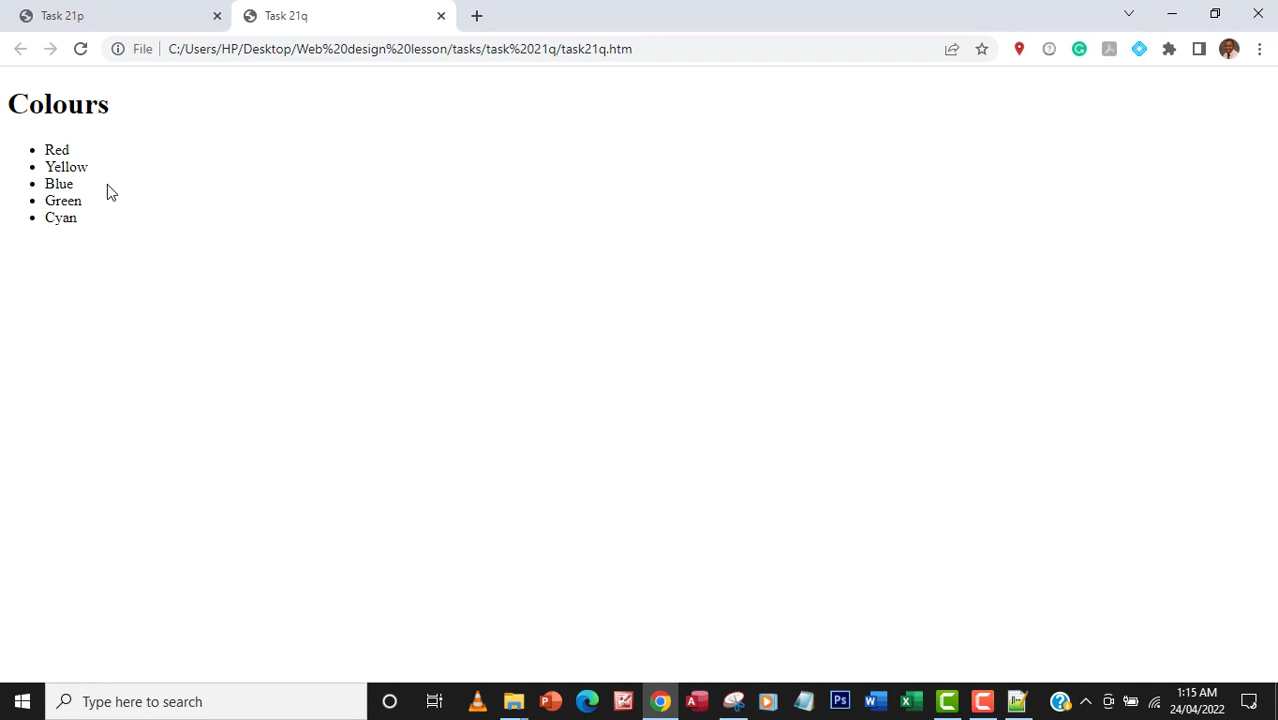 Task 21p
Task 21q
File
C:/Users/HP/Desktop/Web%20design%20lesson/tasks/task%2021q/task21q.htm
Colours
Red
Yellow
Blue
Green
Cyan
Type here to search
1:15 AM
24/04/2022